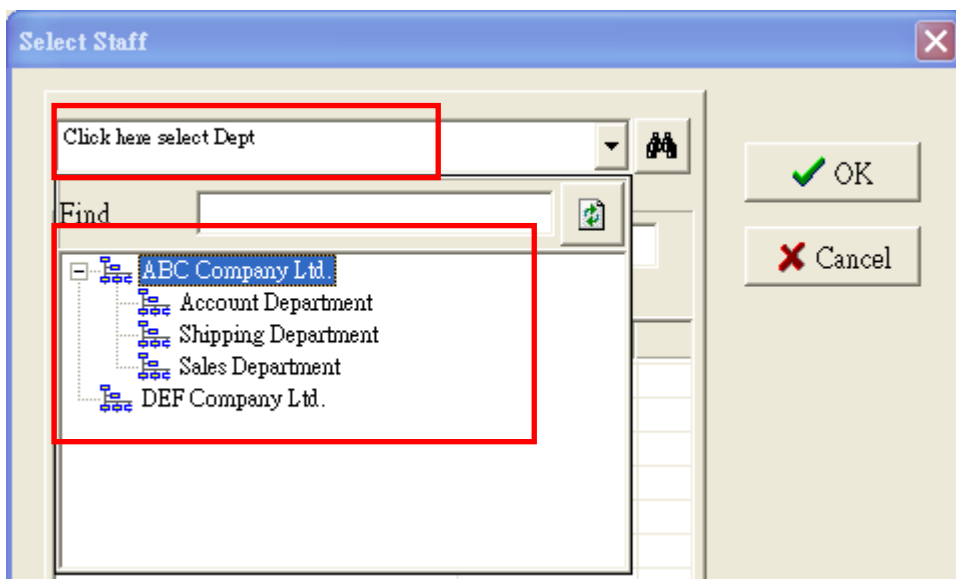 Select Staff
Click here select Dept
OK
Find
Cancel
ABC Company Ltd.
Account Department
Shipping Department
Sales Department
DEF Company Ltd.